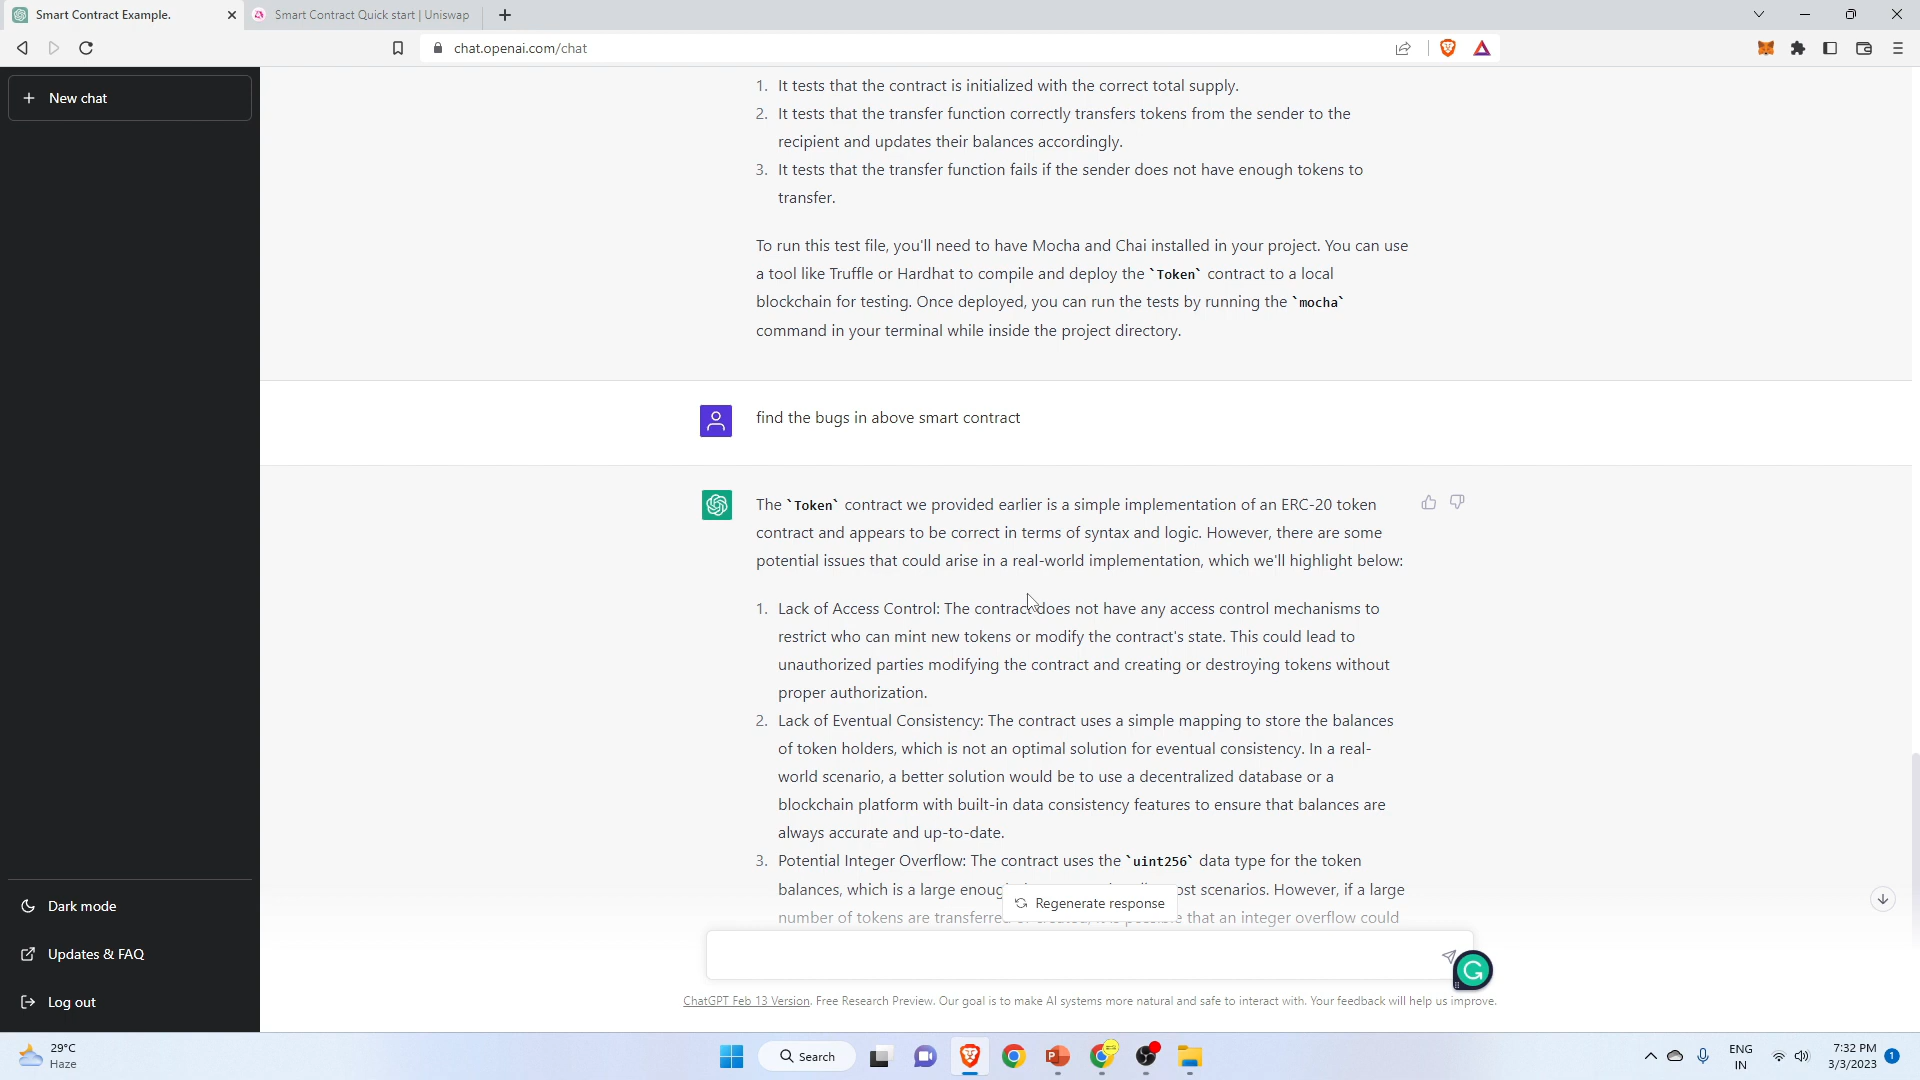 Smart Contract Example.
Smart Contract Quick start | Uniswap
chat.openai.com/chat
New chat
1. It tests that the contract is initialized with the correct total supply.
2. It tests that the transfer function correctly transfers tokens from the sender to the
recipient and updates their balances accordingly.
3. It tests that the transfer function fails if the sender does not have enough tokens to
transfer.
To run this test file, you'll need to have Mocha and Chai installed in your project. You can use
a tool like Truffle or Hardhat to compile and deploy the `Token` contract to a local
blockchain for testing. Once deployed, you can run the tests by running the `mocha`
command in your terminal while inside the project directory.
find the bugs in above smart contract
The `Token` contract we provided earlier is a simple implementation of an ERC-20 token
contract and appears to be correct in terms of syntax and logic. However, there are some
potential issues that could arise in a real-world implementation, which we'll highlight below:
1. Lack of Access Control: The contract does not have any access control mechanisms to
restrict who can mint new tokens or modify the contract's state. This could lead to
unauthorized parties modifying the contract and creating or destroying tokens without
proper authorization.
2. Lack of Eventual Consistency: The contract uses a simple mapping to store the balances
of token holders, which is not an optimal solution for eventual consistency. In a real-
world scenario, a better solution would be to use a decentralized database or a
blockchain platform with built-in data consistency features to ensure that balances are
always accurate and up-to-date.
3. Potential Integer Overflow: The contract uses the `uint256` data type for the token
balances, which is a large enoug st scenarios. However, if a large
number of tokens are transferred that an integer overflow could
Regenerate response
ChatGPT Feb 13 Version. Free Research Preview. Our goal is to make AI systems more natural and safe to interact with. Your feedback will help us improve.
Dark mode
Updates & FAQ
Log out
29°C
Haze
Search
ENG
IN
7:32 PM
3/3/2023
1